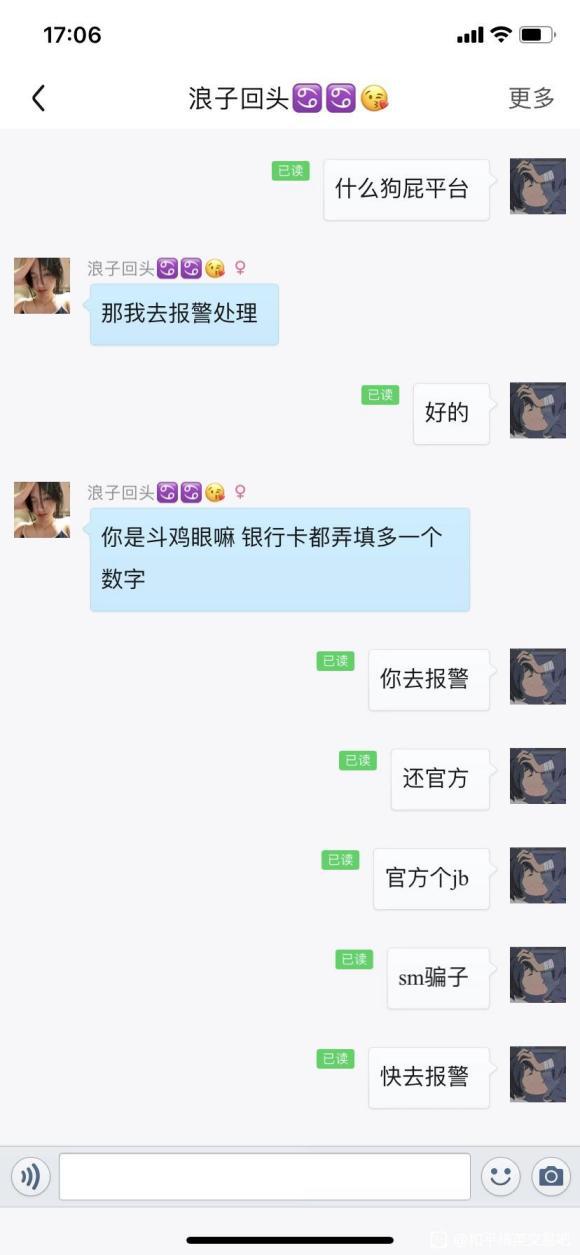 17:06
浪子回头♋♋😘
更多
已读
什么狗屁平台
浪子回头♋♋😘♀
那我去报警处理
已读
好的
浪子回头♋♋😘♀
你是斗鸡眼嘛 银行卡都弄填多一个
数字
已读
你去报警
已读
还官方
已读
官方个jb
已读
sm骗子
已读
快去报警